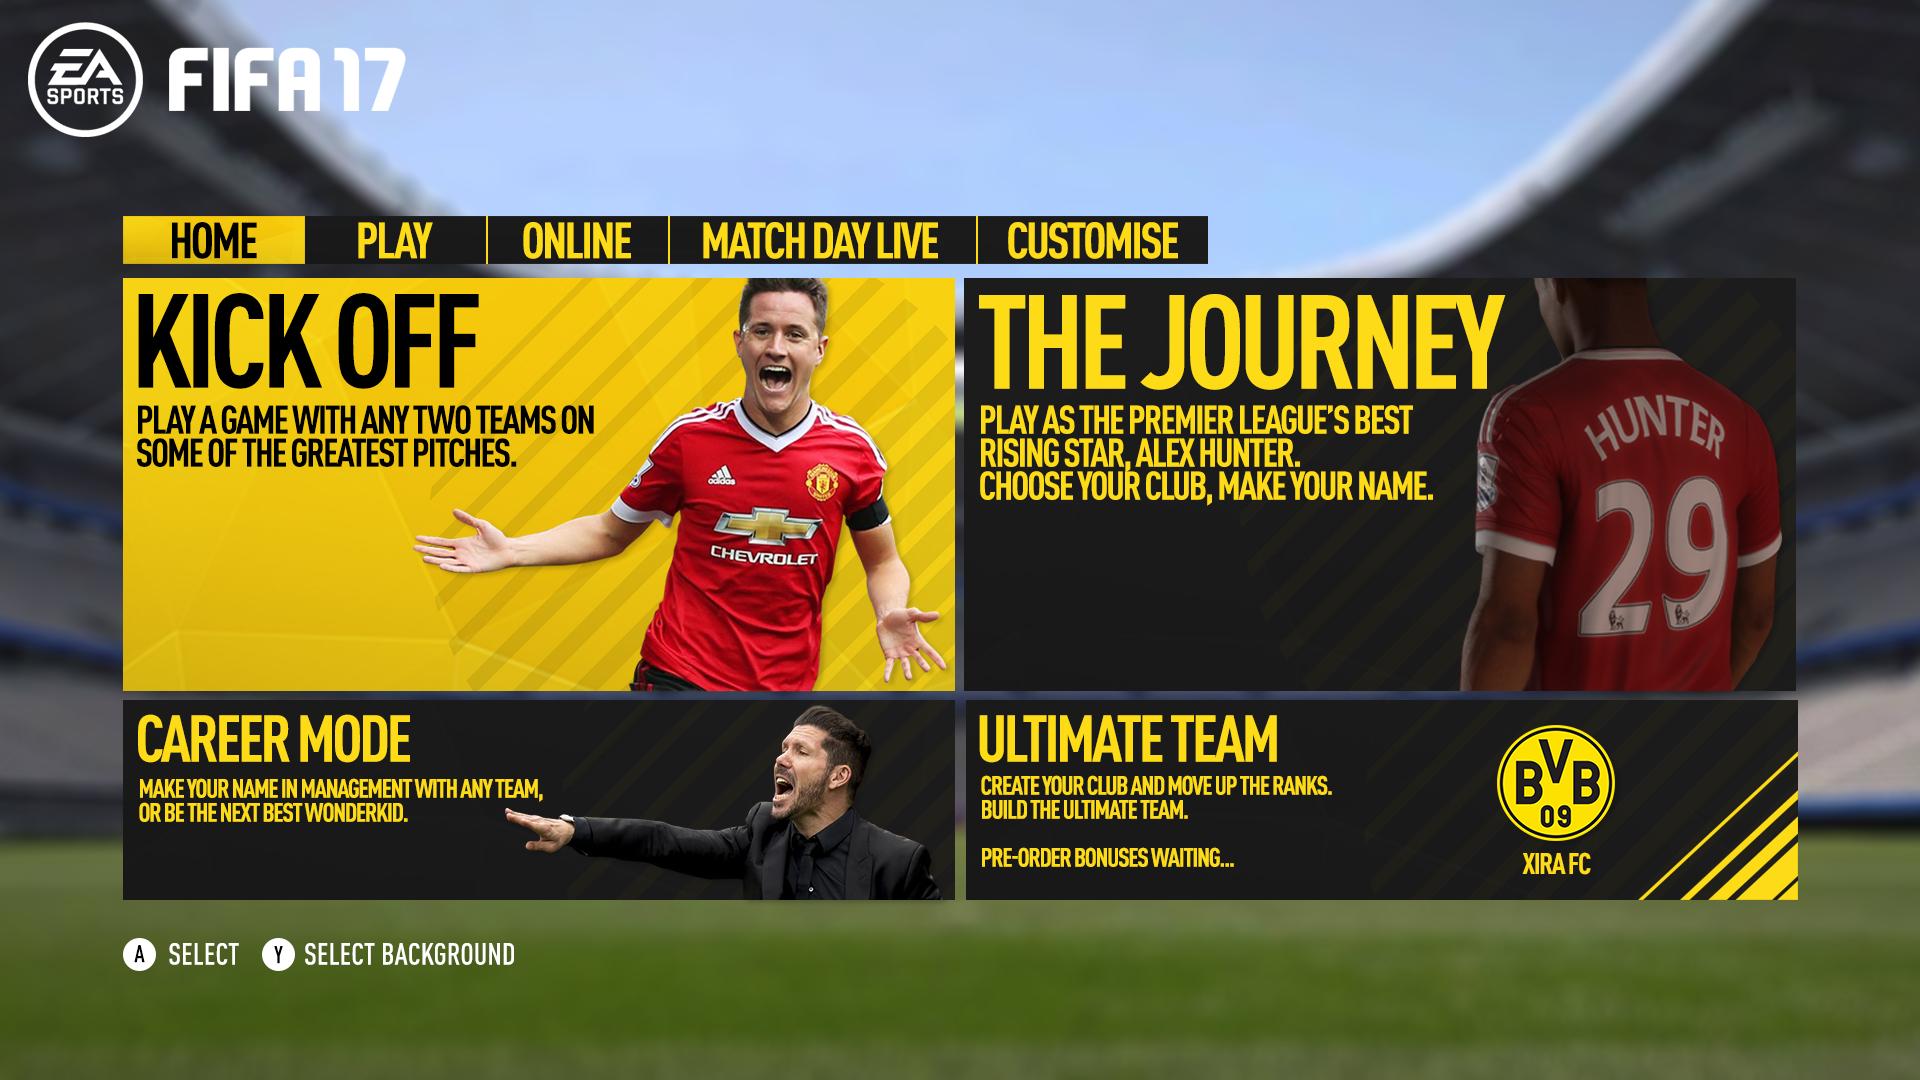 EA
SPORTS
FIFA 17
HOME
PLAY
ONLINE
MATCH DAY LIVE
CUSTOMISE
KICK OFF
PLAY A GAME WITH ANY TWO TEAMS ON
SOME OF THE GREATEST PITCHES.
adidas
CHEVROLET
THE JOURNEY
PLAY AS THE PREMIER LEAGUE'S BEST
RISING STAR, ALEX HUNTER.
CHOOSE YOUR CLUB, MAKE YOUR NAME.
HUNTER
29
CAREER MODE
MAKE YOUR NAME IN MANAGEMENT WITH ANY TEAM,
OR BE THE NEXT BEST WONDERKID.
ULTIMATE TEAM
CREATE YOUR CLUB AND MOVE UP THE RANKS.
BUILD THE ULTIMATE TEAM.
PRE-ORDER BONUSES WAITING...
BVB
09
XIRA FC
A SELECT
Y SELECT BACKGROUND